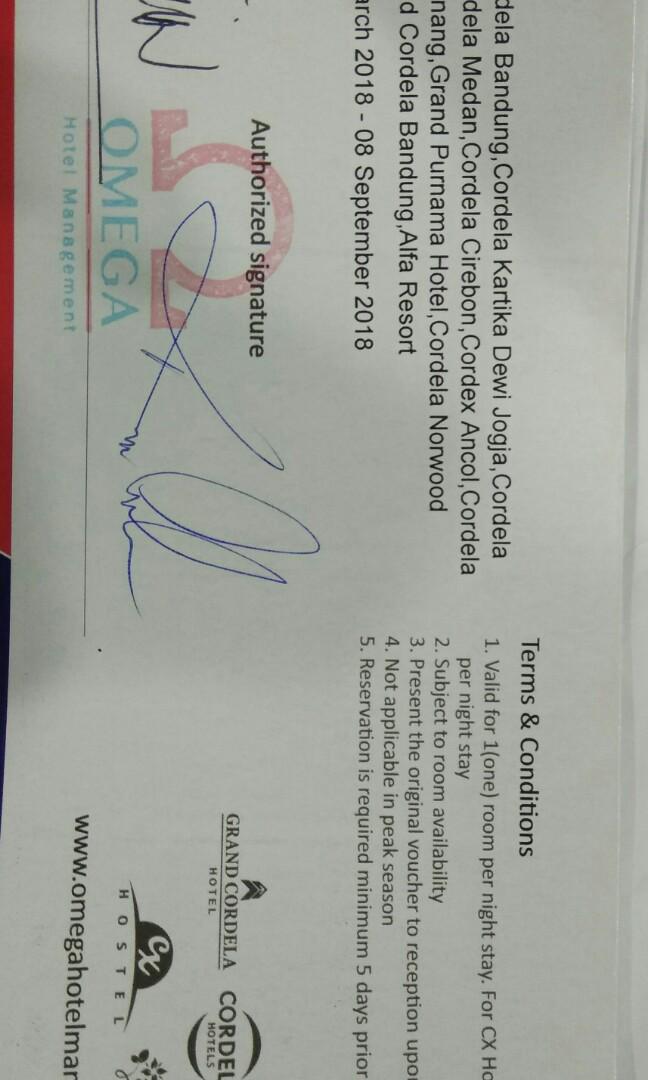 dela Bandung,Cordela Kartika Dewi Jogja,Cordela
dela Medan,Cordela Cirebon,Cordex Ancol,Cordela
nang,Grand Purnama Hotel,Cordela Norwood
d Cordela Bandung,Alfa Resort
arch 2018 - 08 September 2018
Authorized signature
OMEGA
Hotel Management
Terms & Conditions
1. Valid for 1(one) room per night stay. For CX Ho
per night stay
2. Subject to room availability
3. Present the original voucher to reception upo
4. Not applicable in peak season
5. Reservation is required minimum 5 days prior
GRAND CORDELA
HOTEL
CORDEL
HOTELS
cx
HOSTEL
www.omegahotelmar